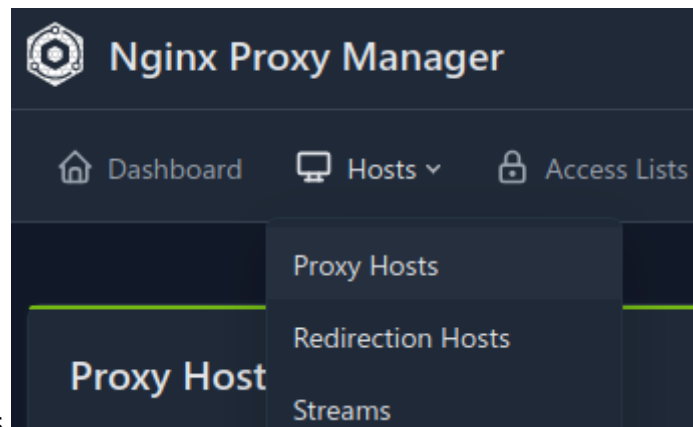 Nginx Proxy Manager
Dashboard Hosts Access Lists
Proxy Hosts
Redirection Hosts
Proxy Host
Streams